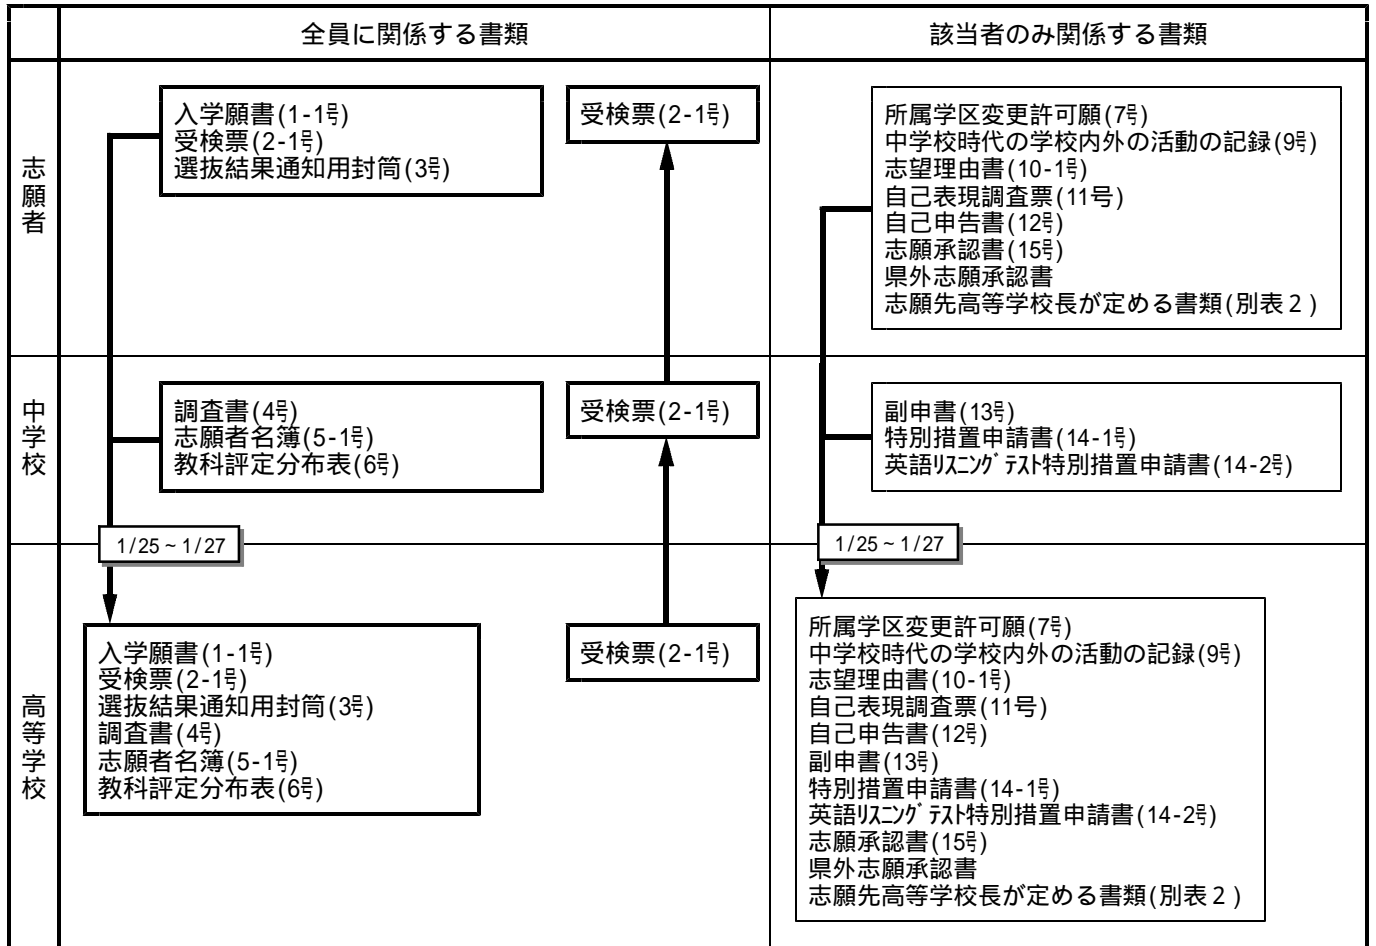 全員に関係する書類
該当者のみ関係する書類
志願者
入学願書(1-1号)
受検票(2-1号)
選抜結果通知用封筒(3号)
受検票(2-1号)
所属学区変更許可願(7号)
中学校時代の学校内外の活動の記録(9号)
志望理由書(10-1号)
自己表現調査票(11号)
自己申告書(12号)
志願承認書(15号)
県外志願承認書
志願先高等学校長が定める書類(別表２)
中学校
調査書(4号)
志願者名簿(5-1号)
教科評定分布表(6号)
受検票(2-1号)
副申書(13号)
特別措置申請書(14-1号)
英語ﾘｽﾆﾝｸﾞﾃｽﾄ特別措置申請書(14-2号)
1/25～1/27
1/25～1/27
高等学校
入学願書(1-1号)
受検票(2-1号)
選抜結果通知用封筒(3号)
調査書(4号)
志願者名簿(5-1号)
教科評定分布表(6号)
受検票(2-1号)
所属学区変更許可願(7号)
中学校時代の学校内外の活動の記録(9号)
志望理由書(10-1号)
自己表現調査票(11号)
自己申告書(12号)
副申書(13号)
特別措置申請書(14-1号)
英語ﾘｽﾆﾝｸﾞﾃｽﾄ特別措置申請書(14-2号)
志願承認書(15号)
県外志願承認書
志願先高等学校長が定める書類(別表２)